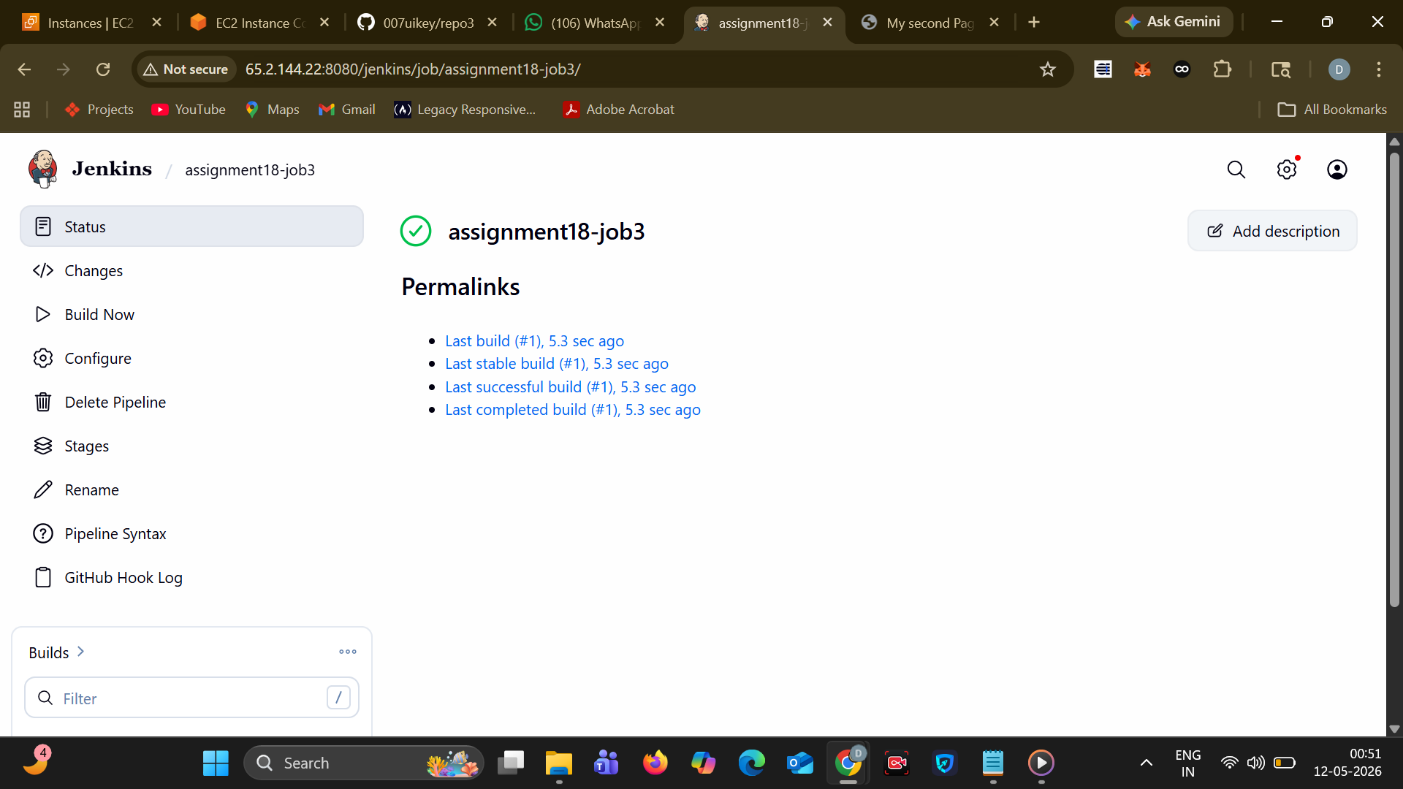 Instances | EC2
EC2 Instance Co
007uikey/repo3
(106) WhatsApp
assignment18-j
My second Pag
Ask Gemini
Not secure
65.2.144.22:8080/jenkins/job/assignment18-job3/
D
Projects
YouTube
Maps
Gmail
Legacy Responsive...
Adobe Acrobat
All Bookmarks
Jenkins / assignment18-job3
Status
Changes
Build Now
Configure
Delete Pipeline
Stages
Rename
Pipeline Syntax
GitHub Hook Log
Builds
Filter
/
assignment18-job3
Add description
Permalinks
Last build (#1), 5.3 sec ago
Last stable build (#1), 5.3 sec ago
Last successful build (#1), 5.3 sec ago
Last completed build (#1), 5.3 sec ago
4
Search
D
ENG
IN
00:51
12-05-2026